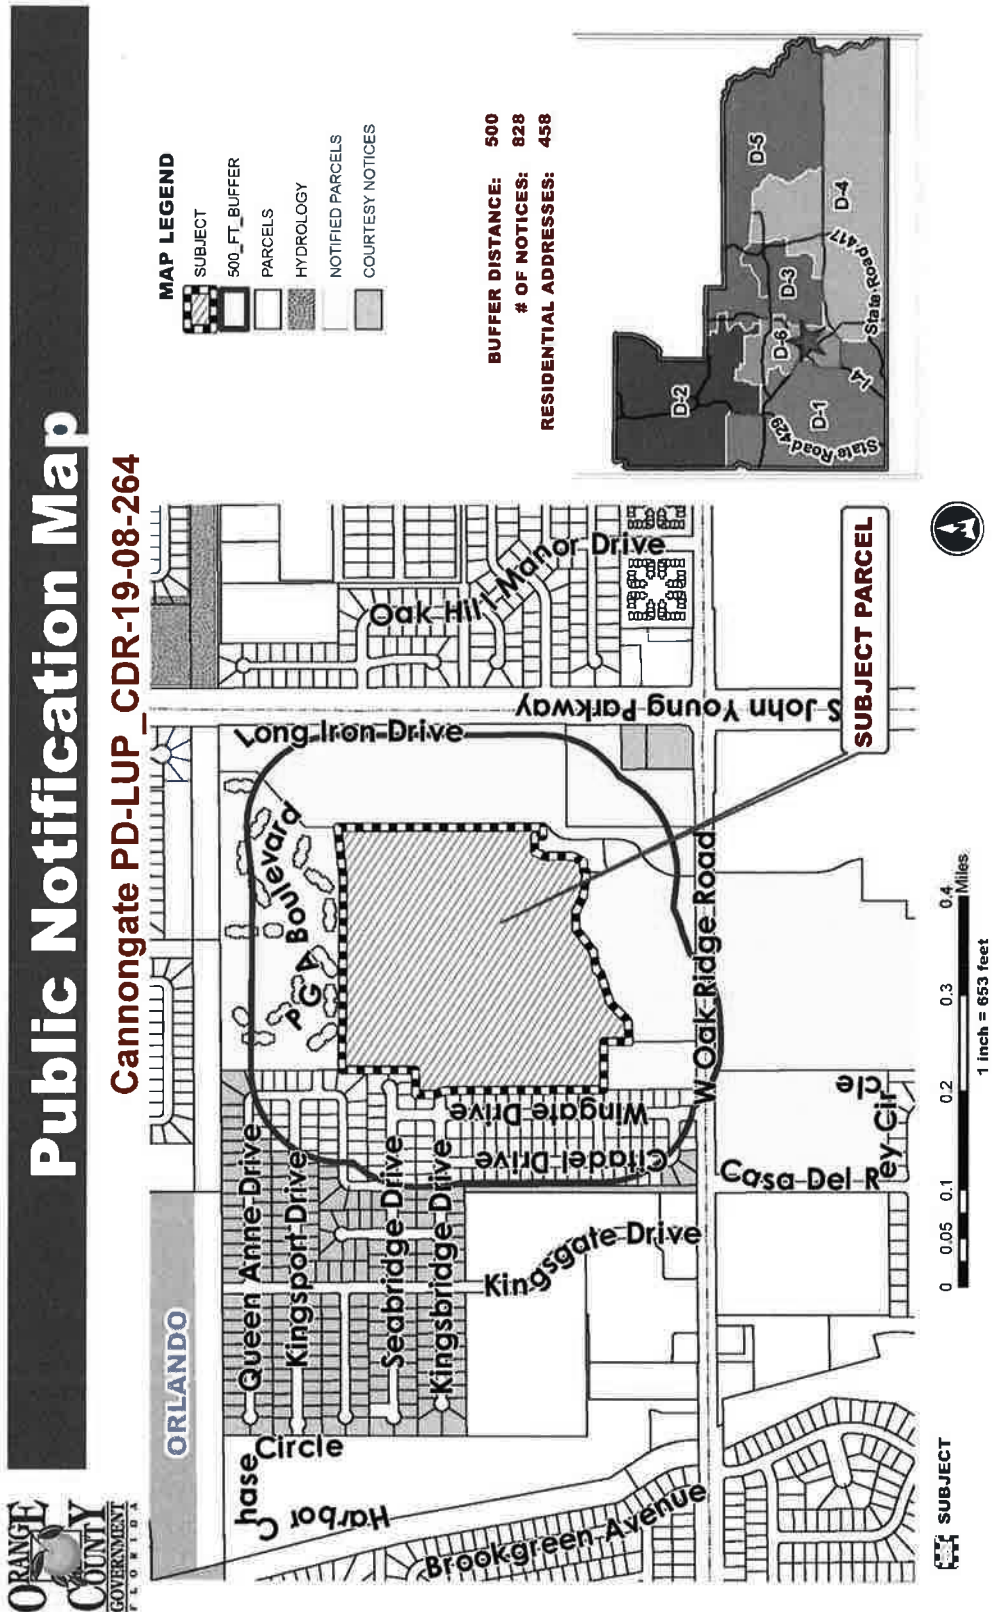 ORANGE
COUNTY
GOVERNMENT
FLORIDA
Public Notification Map
Cannongate PD-LUP_CDR-19-08-264
ORLANDO
Chase Circle
Harbor
Brookgreen Avenue
Queen Anne Drive
Kingsport Drive
Seabridge Drive
Kingsbridge Drive
Kingsgate Drive
Citadel Drive
Wingate Drive
P G A Boulevard
Long Iron Drive
Oak Hill Manor Drive
S John Young Parkway
W Oak Ridge Road
Casa Del Rey Circle
SUBJECT PARCEL
MAP LEGEND
SUBJECT
500_FT_BUFFER
PARCELS
HYDROLOGY
NOTIFIED PARCELS
COURTESY NOTICES
BUFFER DISTANCE: 500
# OF NOTICES: 828
RESIDENTIAL ADDRESSES: 458
D-2
D-5
D-6
D-3
D-4
D-1
State Road 429
I-4
State Road 417
SUBJECT
0 0.05 0.1 0.2 0.3 0.4
Miles
1 inch = 653 feet
N